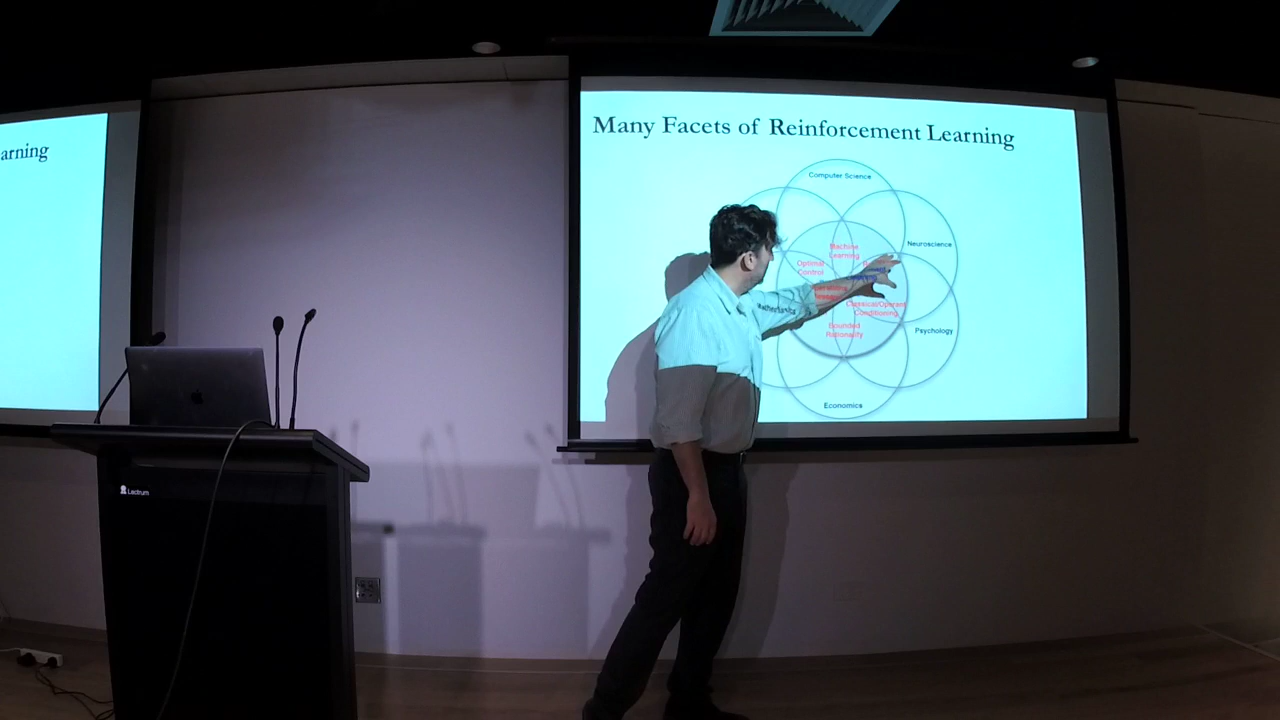 arning
Many Facets of Reinforcement Learning
Computer Science
Neuroscience
Machine
Learning
Optimal
Control
Mathematics
Classical/Operant
Conditioning
Bounded
Rationality
Psychology
Economics
Lectrum